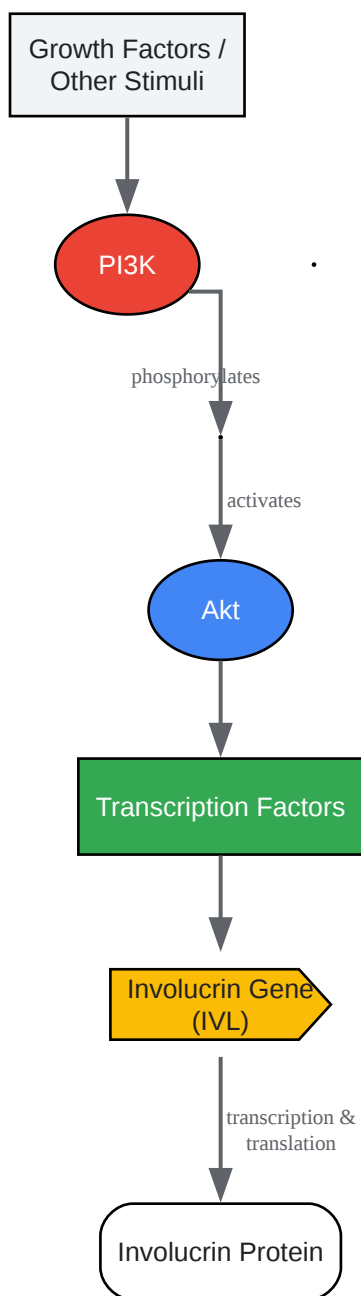 Growth Factors /
Other Stimuli
PI3K
phosphorylates
activates
Akt
Transcription Factors
Involucrin Gene
(IVL)
transcription &
translation
Involucrin Protein